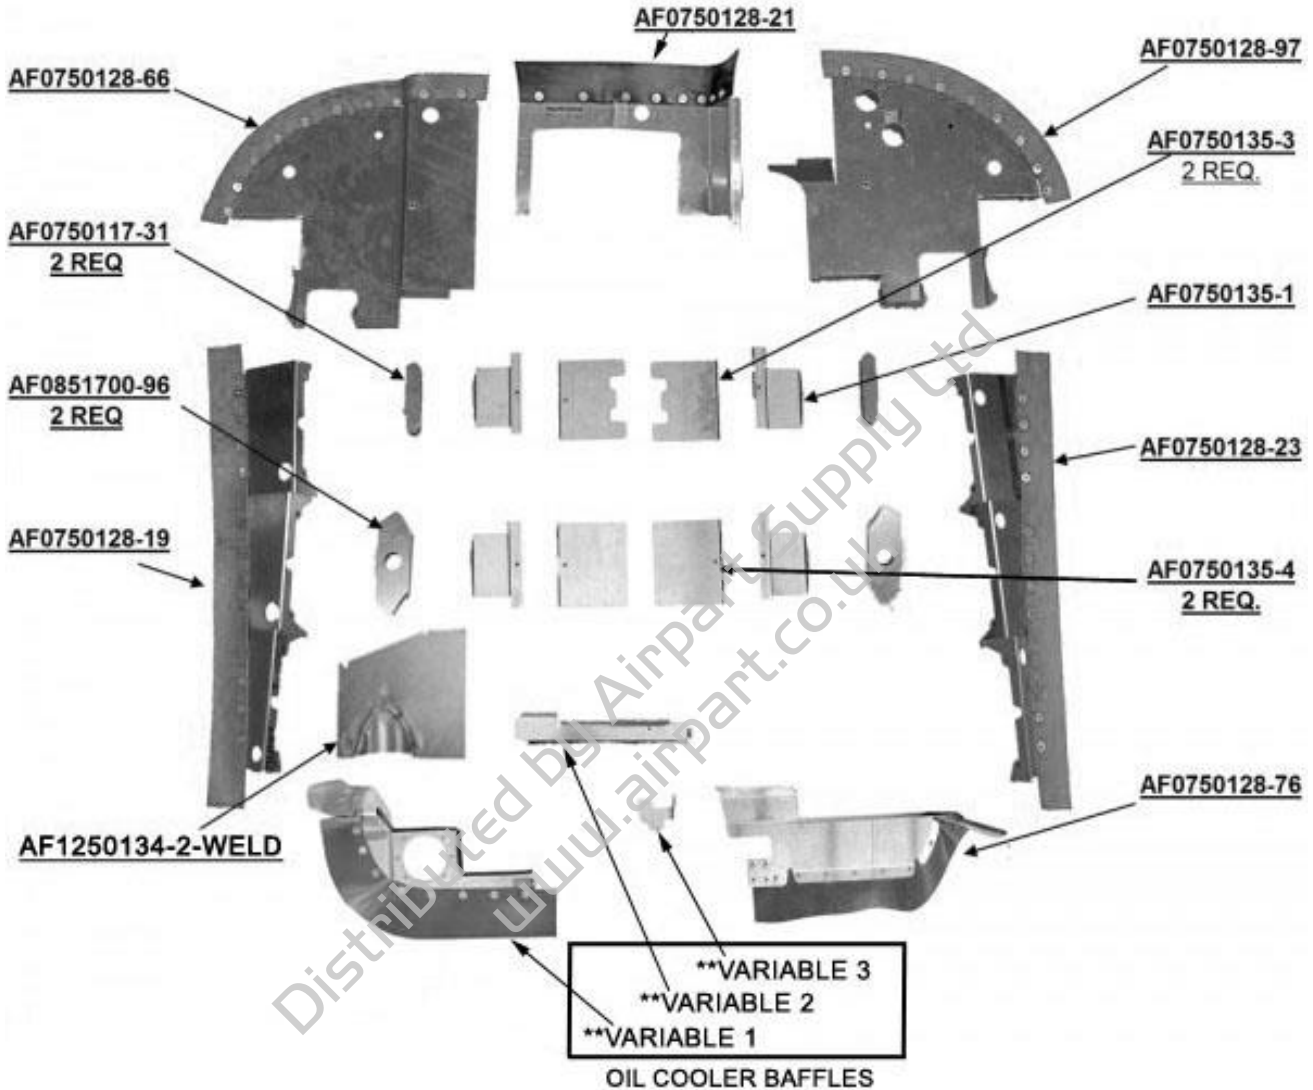 AF0750128-21
AF0750128-66
AF0750128-97
AF0750135-3
2 REQ.
AF0750117-31
2 REQ
AF0750135-1
AF0851700-96
2 REQ
AF0750128-23
AF0750128-19
AF0750135-4
2 REQ.
AF0750128-76
AF1250134-2-WELD
**VARIABLE 3
**VARIABLE 2
**VARIABLE 1
OIL COOLER BAFFLES
Distributed by Airpart Supply Ltd
www.airpart.co.uk